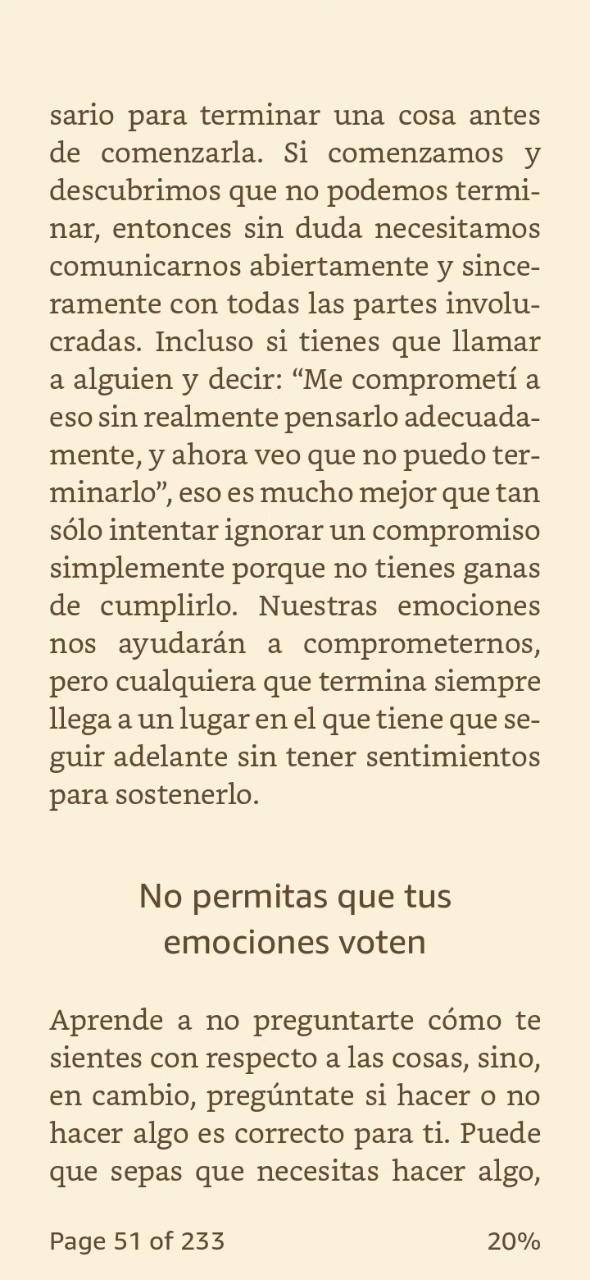 sario para terminar una cosa antes
de comenzarla. Si comenzamos y
descubrimos que no podemos termi-
nar, entonces sin duda necesitamos
comunicarnos abiertamente y since-
ramente con todas las partes involu-
cradas. Incluso si tienes que llamar
a alguien y decir: “Me comprometí a
eso sin realmente pensarlo adecuada-
mente, y ahora veo que no puedo ter-
minarlo”, eso es mucho mejor que tan
sólo intentar ignorar un compromiso
simplemente porque no tienes ganas
de cumplirlo. Nuestras emociones
nos ayudarán a comprometernos,
pero cualquiera que termina siempre
llega a un lugar en el que tiene que se-
guir adelante sin tener sentimientos
para sostenerlo.
No permitas que tus
emociones voten
Aprende a no preguntarte cómo te
sientes con respecto a las cosas, sino,
en cambio, pregúntate si hacer o no
hacer algo es correcto para ti. Puede
que sepas que necesitas hacer algo,
Page 51 of 233 20%